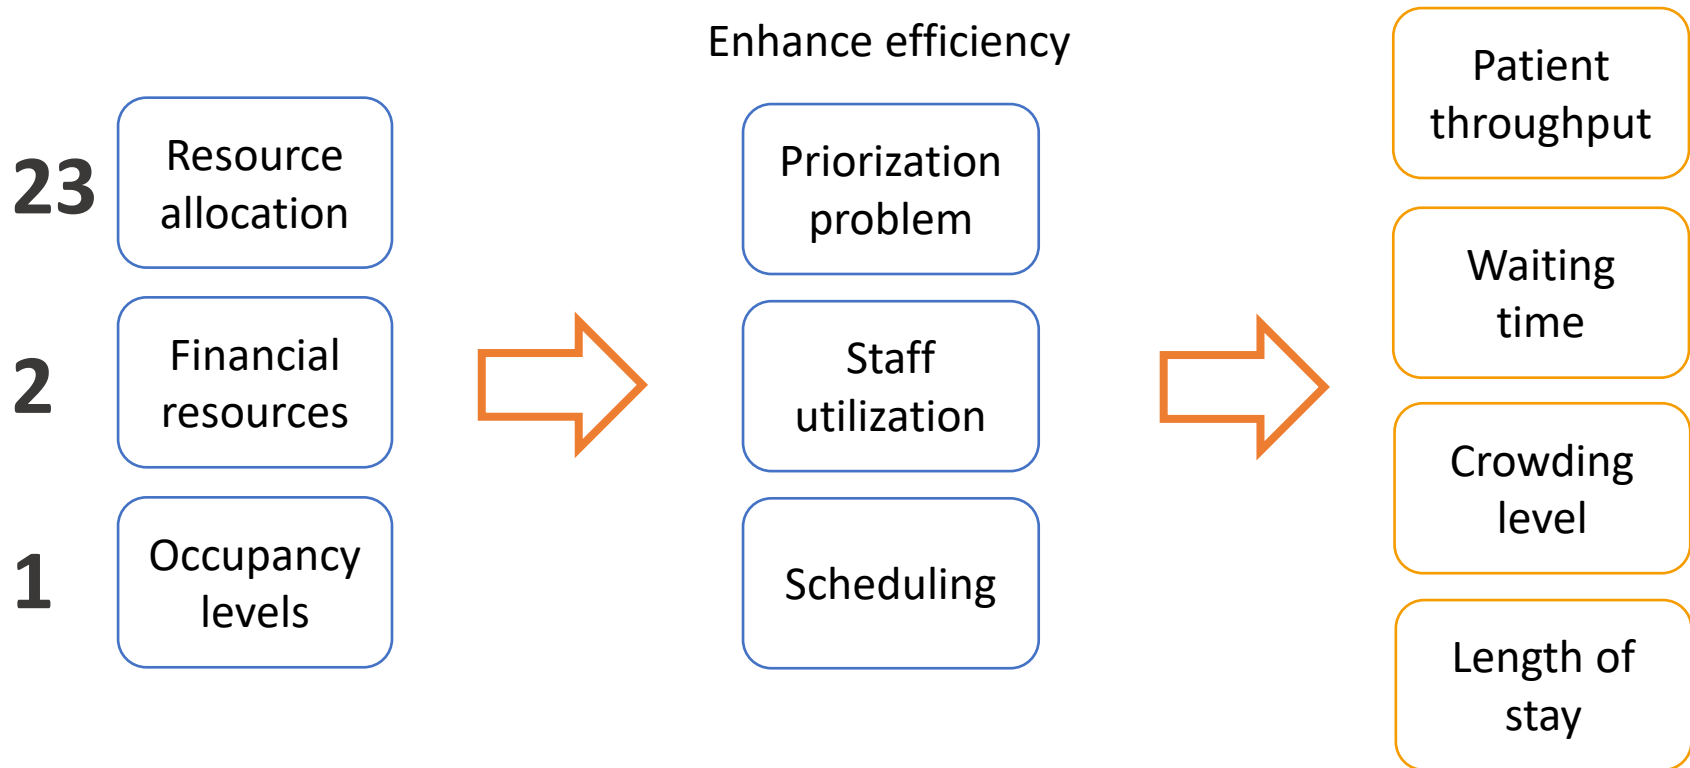 23
Resource
allocation
2
Financial
resources
1
Occupancy
levels
Enhance efficiency
Priorization
problem
Staff
utilization
Scheduling
Patient
throughput
Waiting
time
Crowding
level
Length of
stay